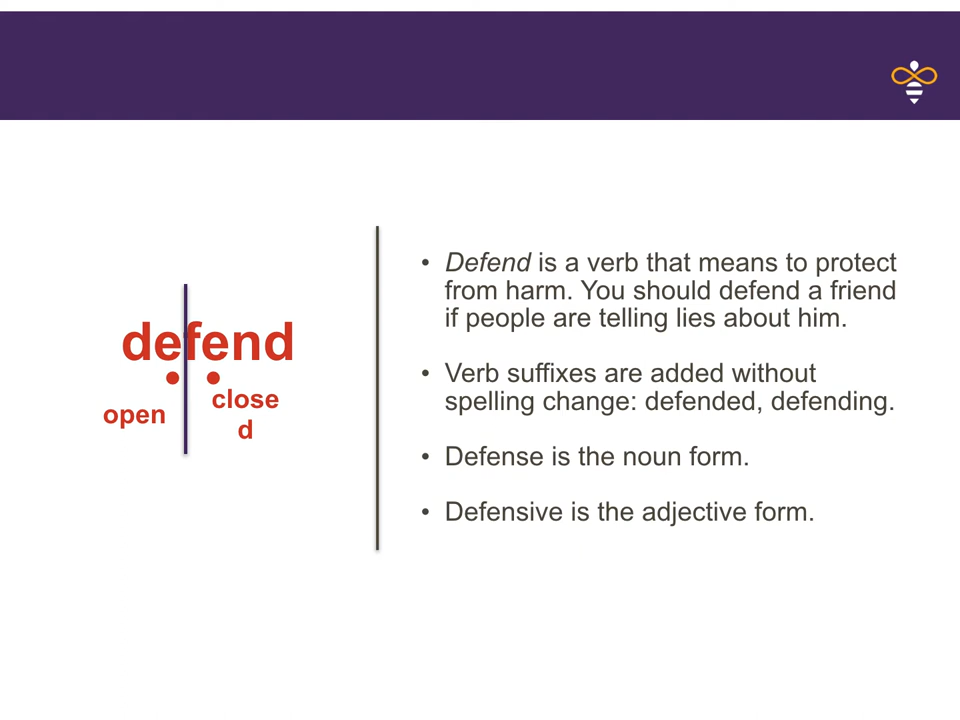 defend
open
close
d
• Defend is a verb that means to protect
from harm. You should defend a friend
if people are telling lies about him.
• Verb suffixes are added without
spelling change: defended, defending.
• Defense is the noun form.
• Defensive is the adjective form.